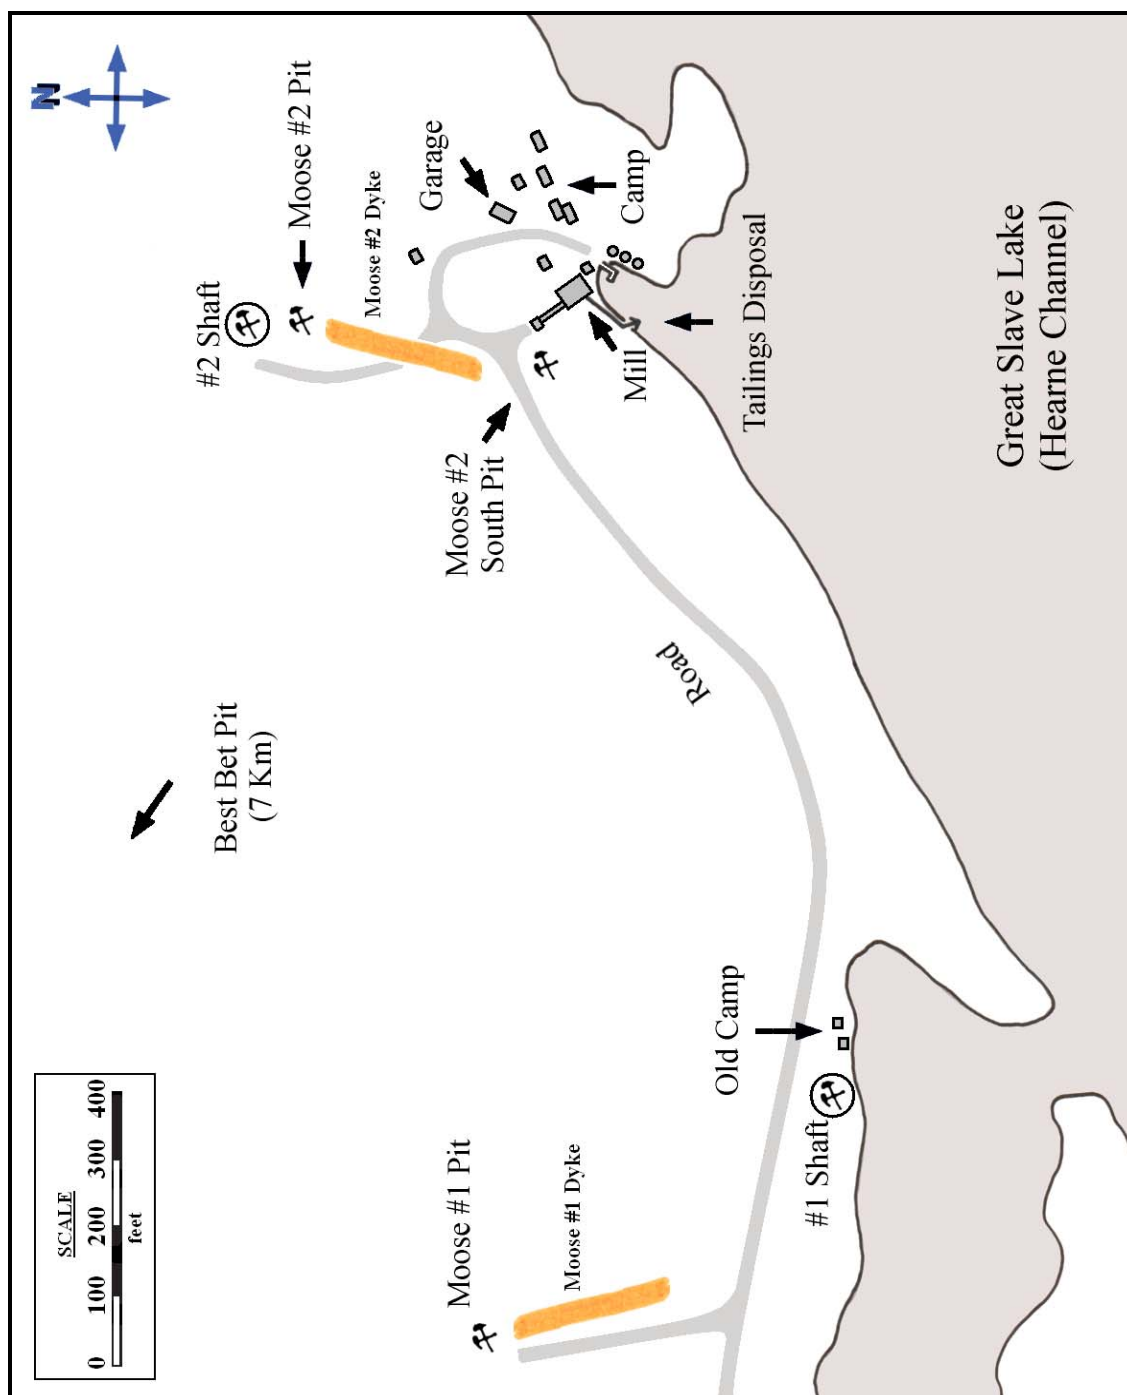 N
#2 Shaft
Moose #2 Pit
Moose #2 Dyke
Garage
Camp
Mill
Tailings Disposal
Moose #2
South Pit
Great Slave Lake
(Hearne Channel)
Road
Best Bet Pit
(7 Km)
Old Camp
#1 Shaft
Moose #1 Pit
Moose #1 Dyke
SCALE
0 100 200 300 400
feet